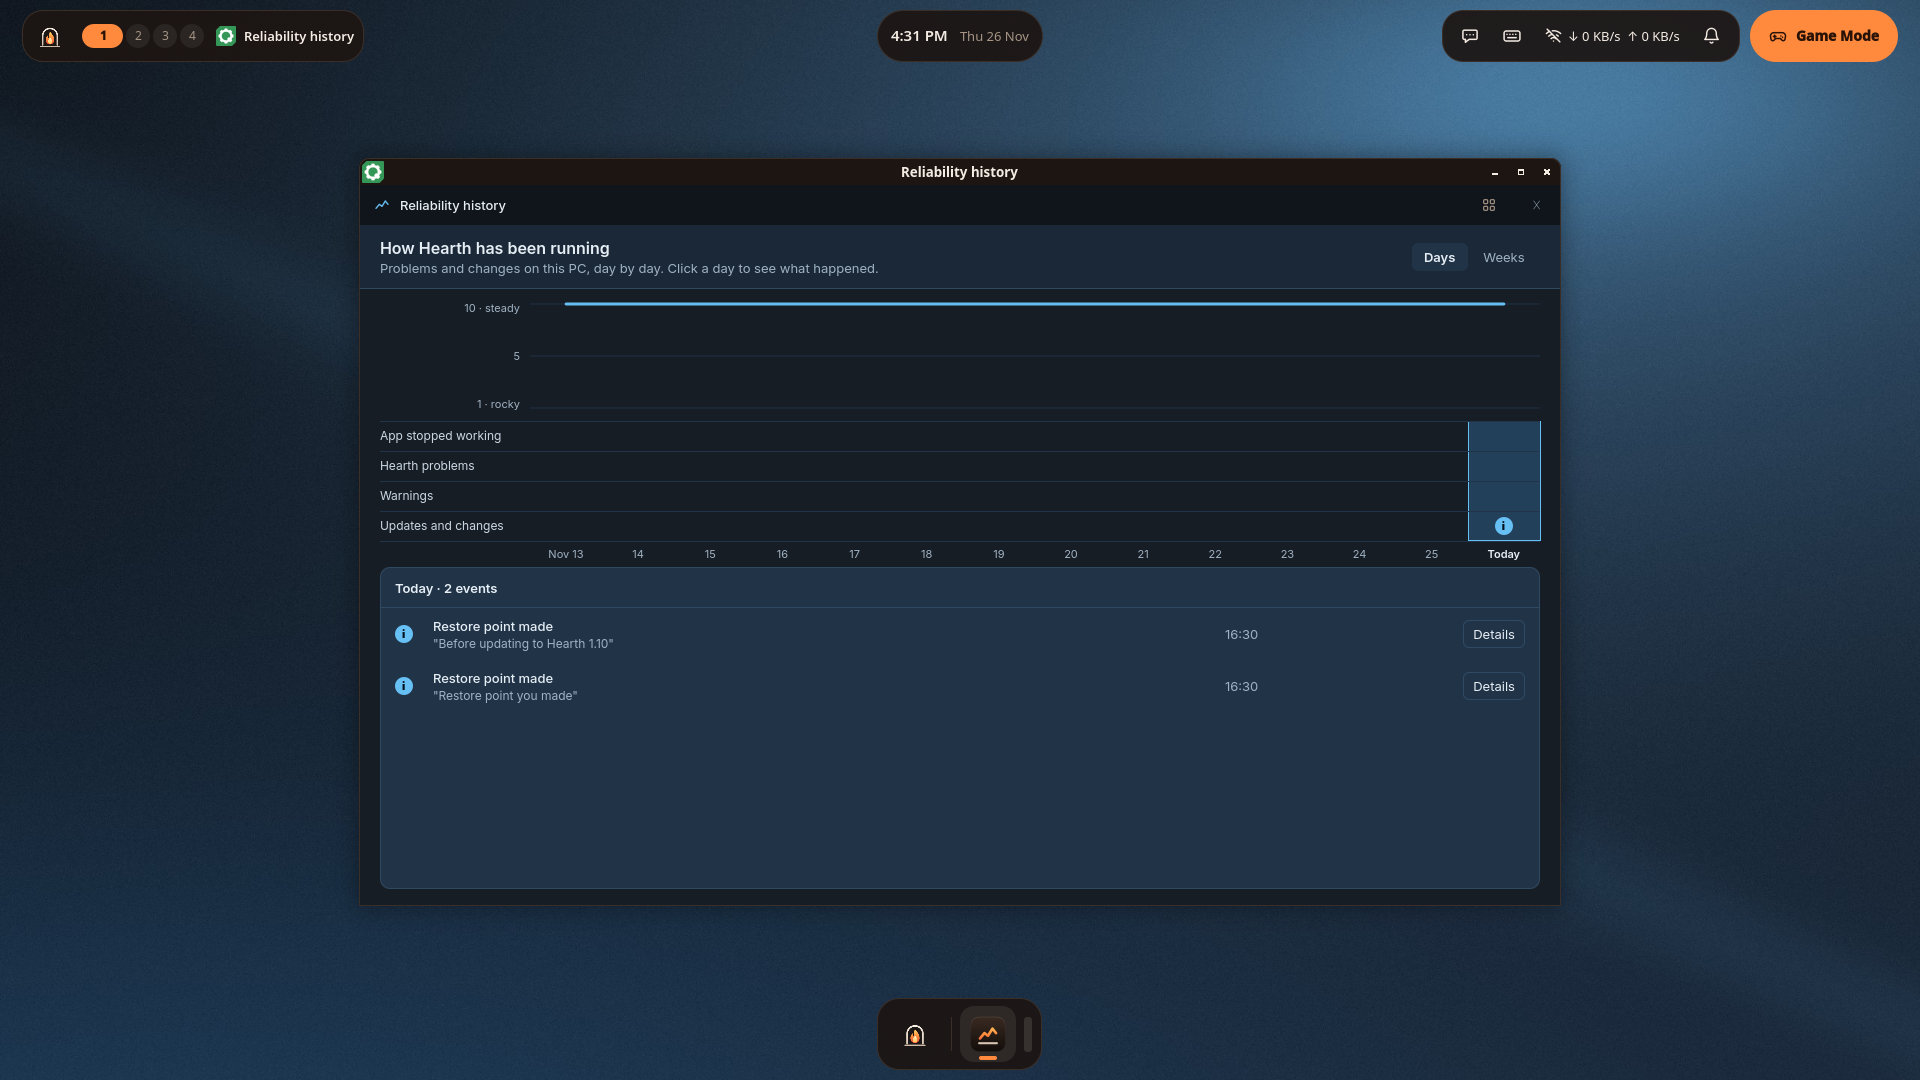 1 2 3 4 Reliability history
4:31 PM Thu 26 Nov
↓ 0 KB/s ↑ 0 KB/s
Game Mode
Reliability history
Reliability history
X
How Hearth has been running
Problems and changes on this PC, day by day. Click a day to see what happened.
Days Weeks
10 · steady
5
1 · rocky
App stopped working
Hearth problems
Warnings
Updates and changes
Nov 13 14 15 16 17 18 19 20 21 22 23 24 25 Today
Today · 2 events
Restore point made
"Before updating to Hearth 1.10"
16:30
Details
Restore point made
"Restore point you made"
16:30
Details